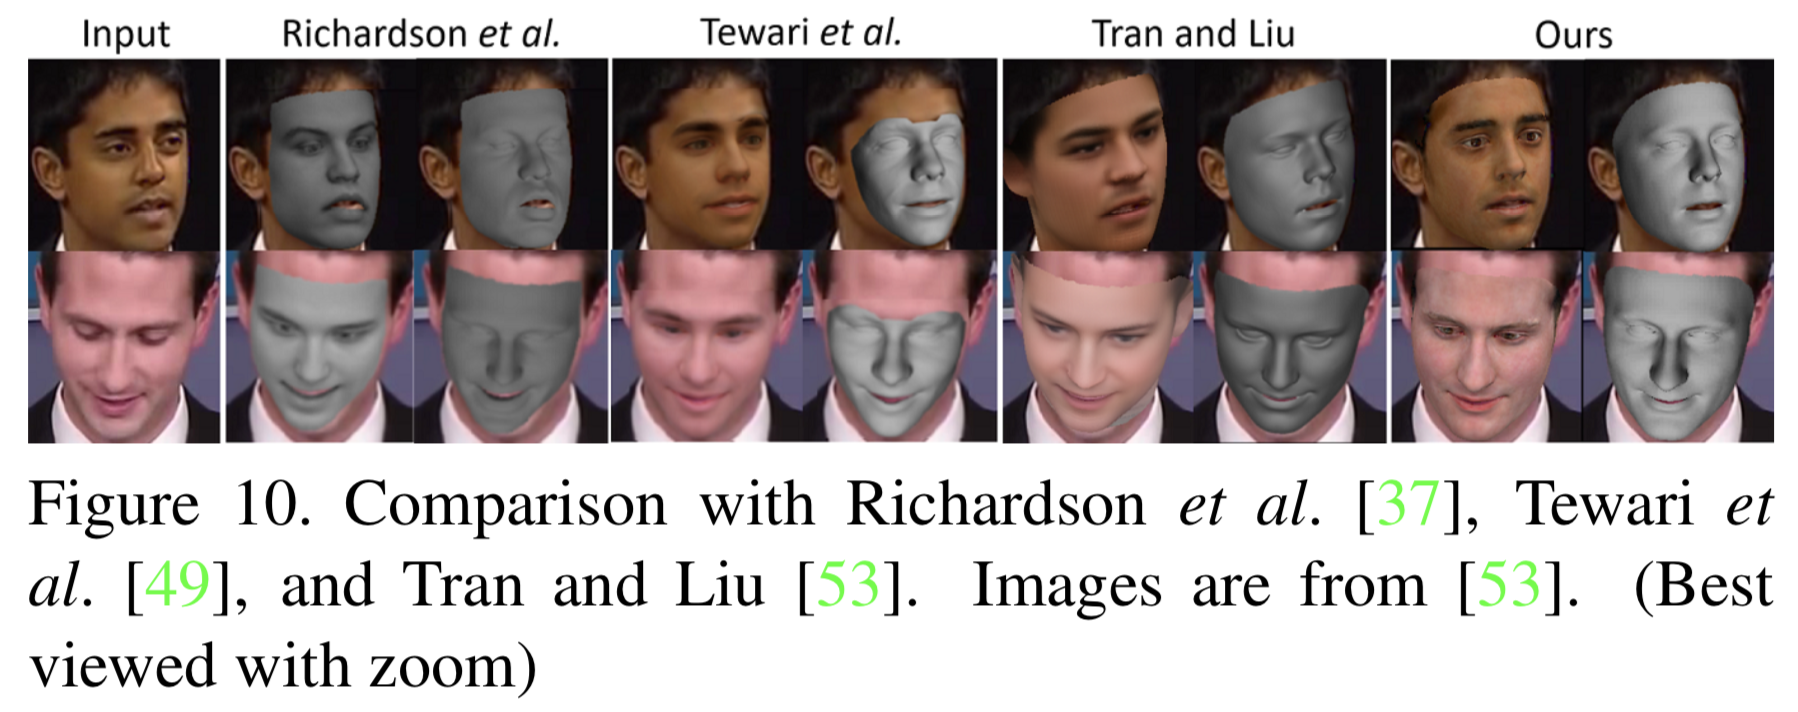 Input Richardson et al. Tewari et al. Tran and Liu Ours
Figure 10. Comparison with Richardson et al. [37], Tewari et
al. [49], and Tran and Liu [53]. Images are from [53]. (Best
viewed with zoom)